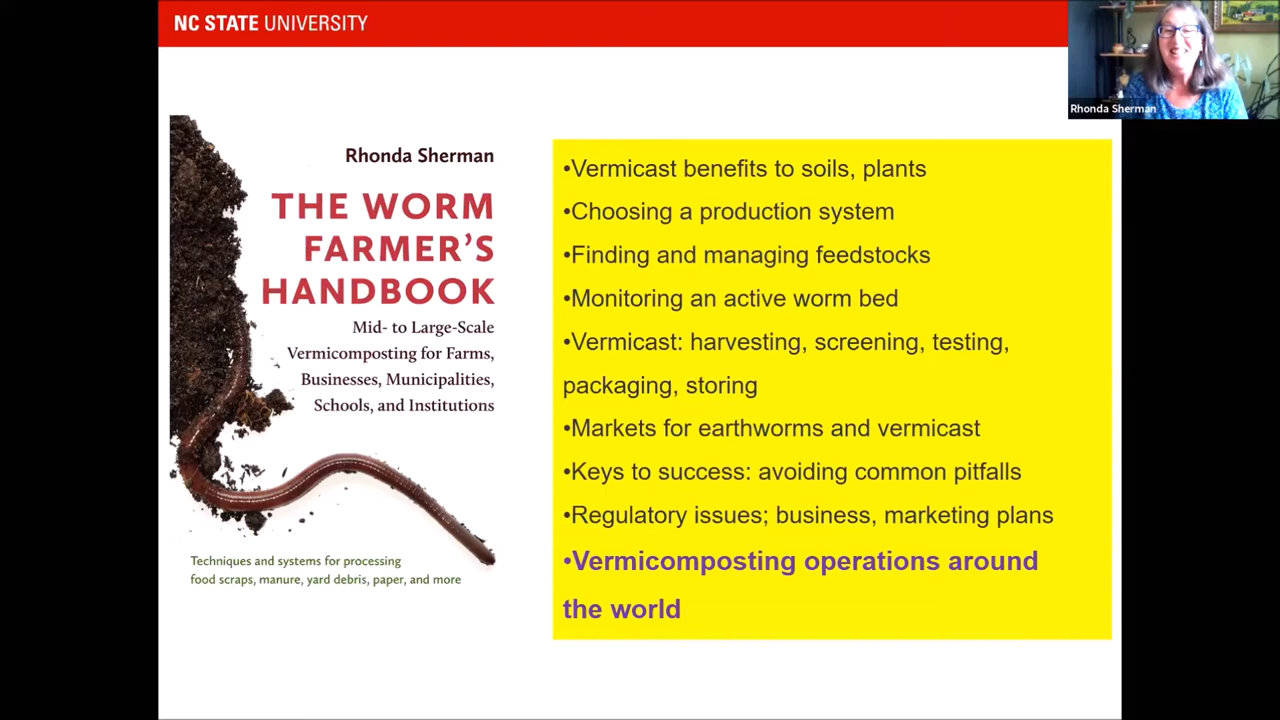 NC STATE UNIVERSITY
Rhonda Sherman
Rhonda Sherman
THE WORM
FARMER'S
HANDBOOK
Mid- to Large-Scale
Vermicomposting for Farms,
Businesses, Municipalities,
Schools, and Institutions
Techniques and systems for processing
food scraps, manure, yard debris, paper, and more
•Vermicast benefits to soils, plants
•Choosing a production system
•Finding and managing feedstocks
•Monitoring an active worm bed
•Vermicast: harvesting, screening, testing,
packaging, storing
•Markets for earthworms and vermicast
•Keys to success: avoiding common pitfalls
•Regulatory issues; business, marketing plans
•Vermicomposting operations around
the world